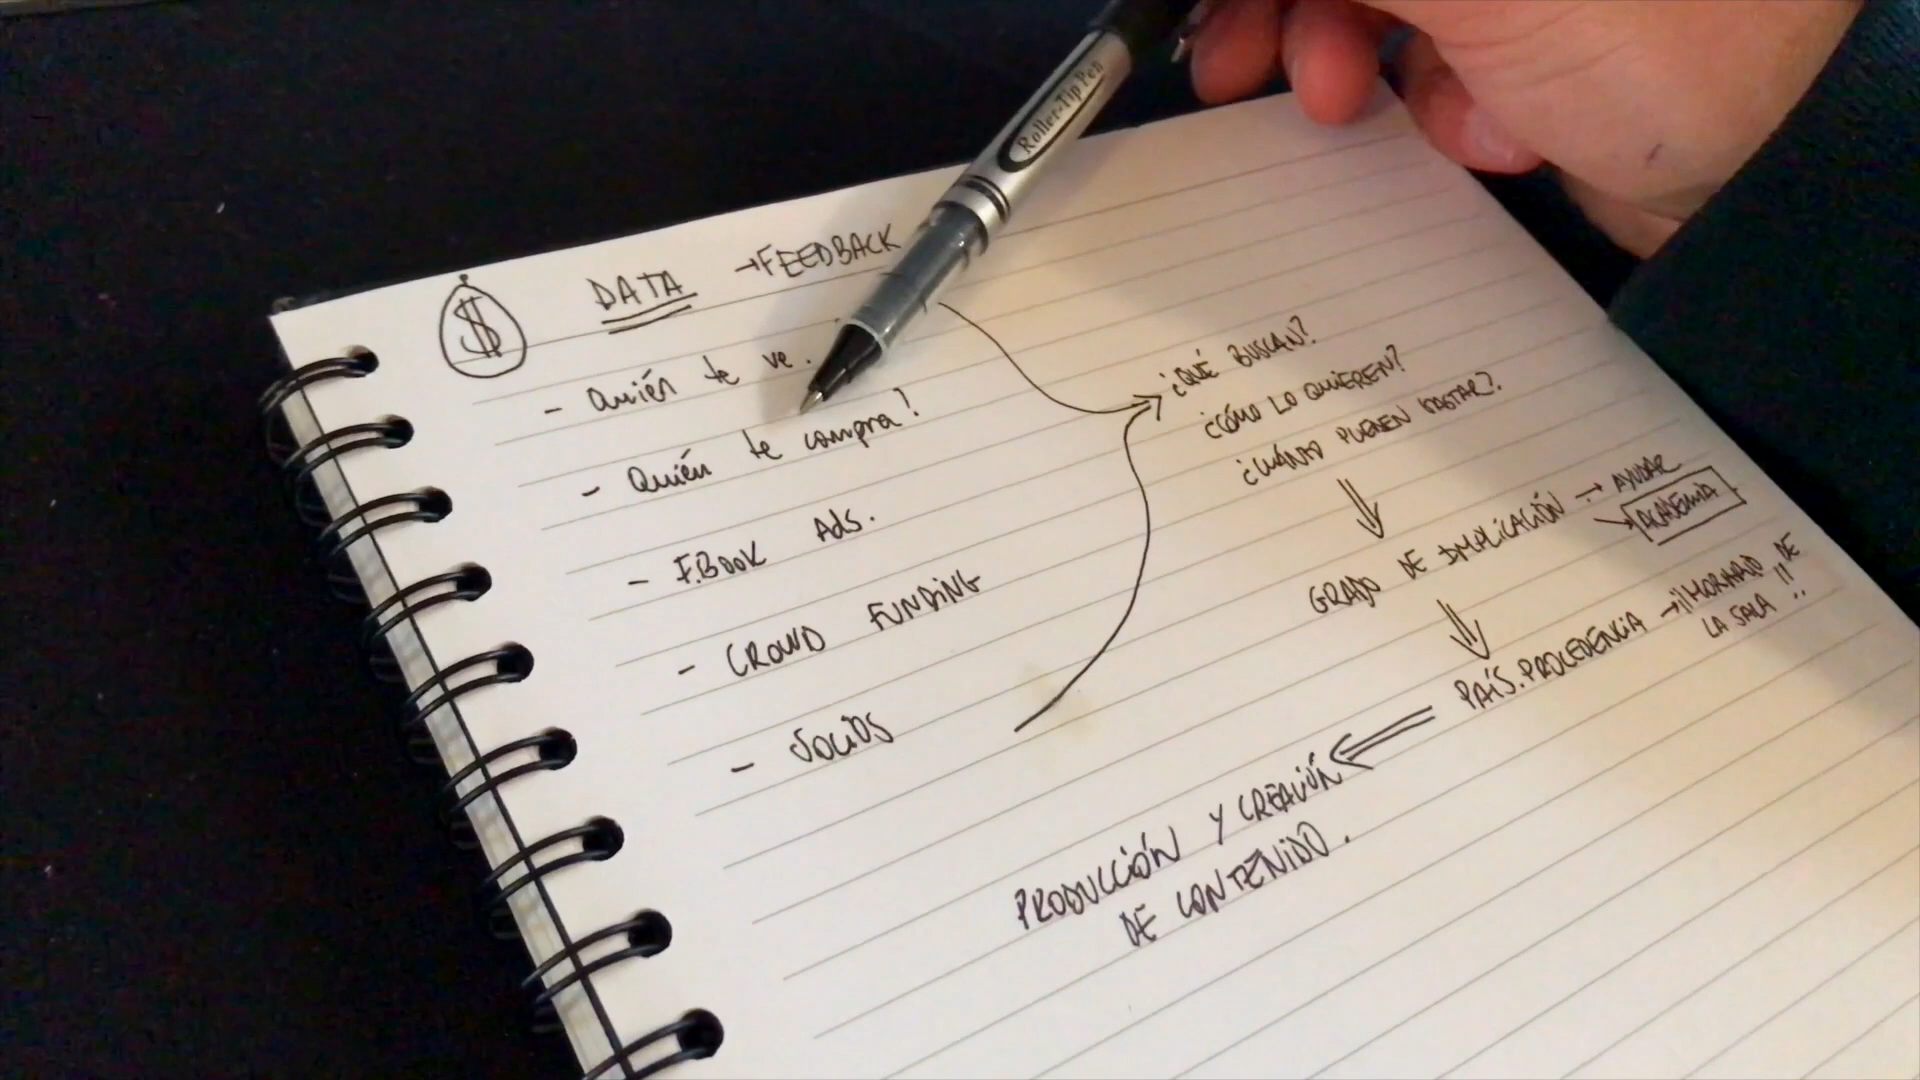 $
DATA → FEEDBACK
- Quién te ve.
- Quién te compra?
- F.BOOK Ads.
- CROWD FUNDING
- SOCIOS
¿QUÉ BUSCAN?
¿CÓMO LO QUIEREN?
¿CUÁNTO PUEDEN GASTAR?
GRADO DE IMPLICACIÓN → AYUDAR
→ ACADEMIA
PAÍS.PROCEDENCIA → ¡¡HORARIO DE
LA SALA!!
PRODUCCIÓN Y CREACIÓN
DE CONTENIDO.
Roller-Tip Pen